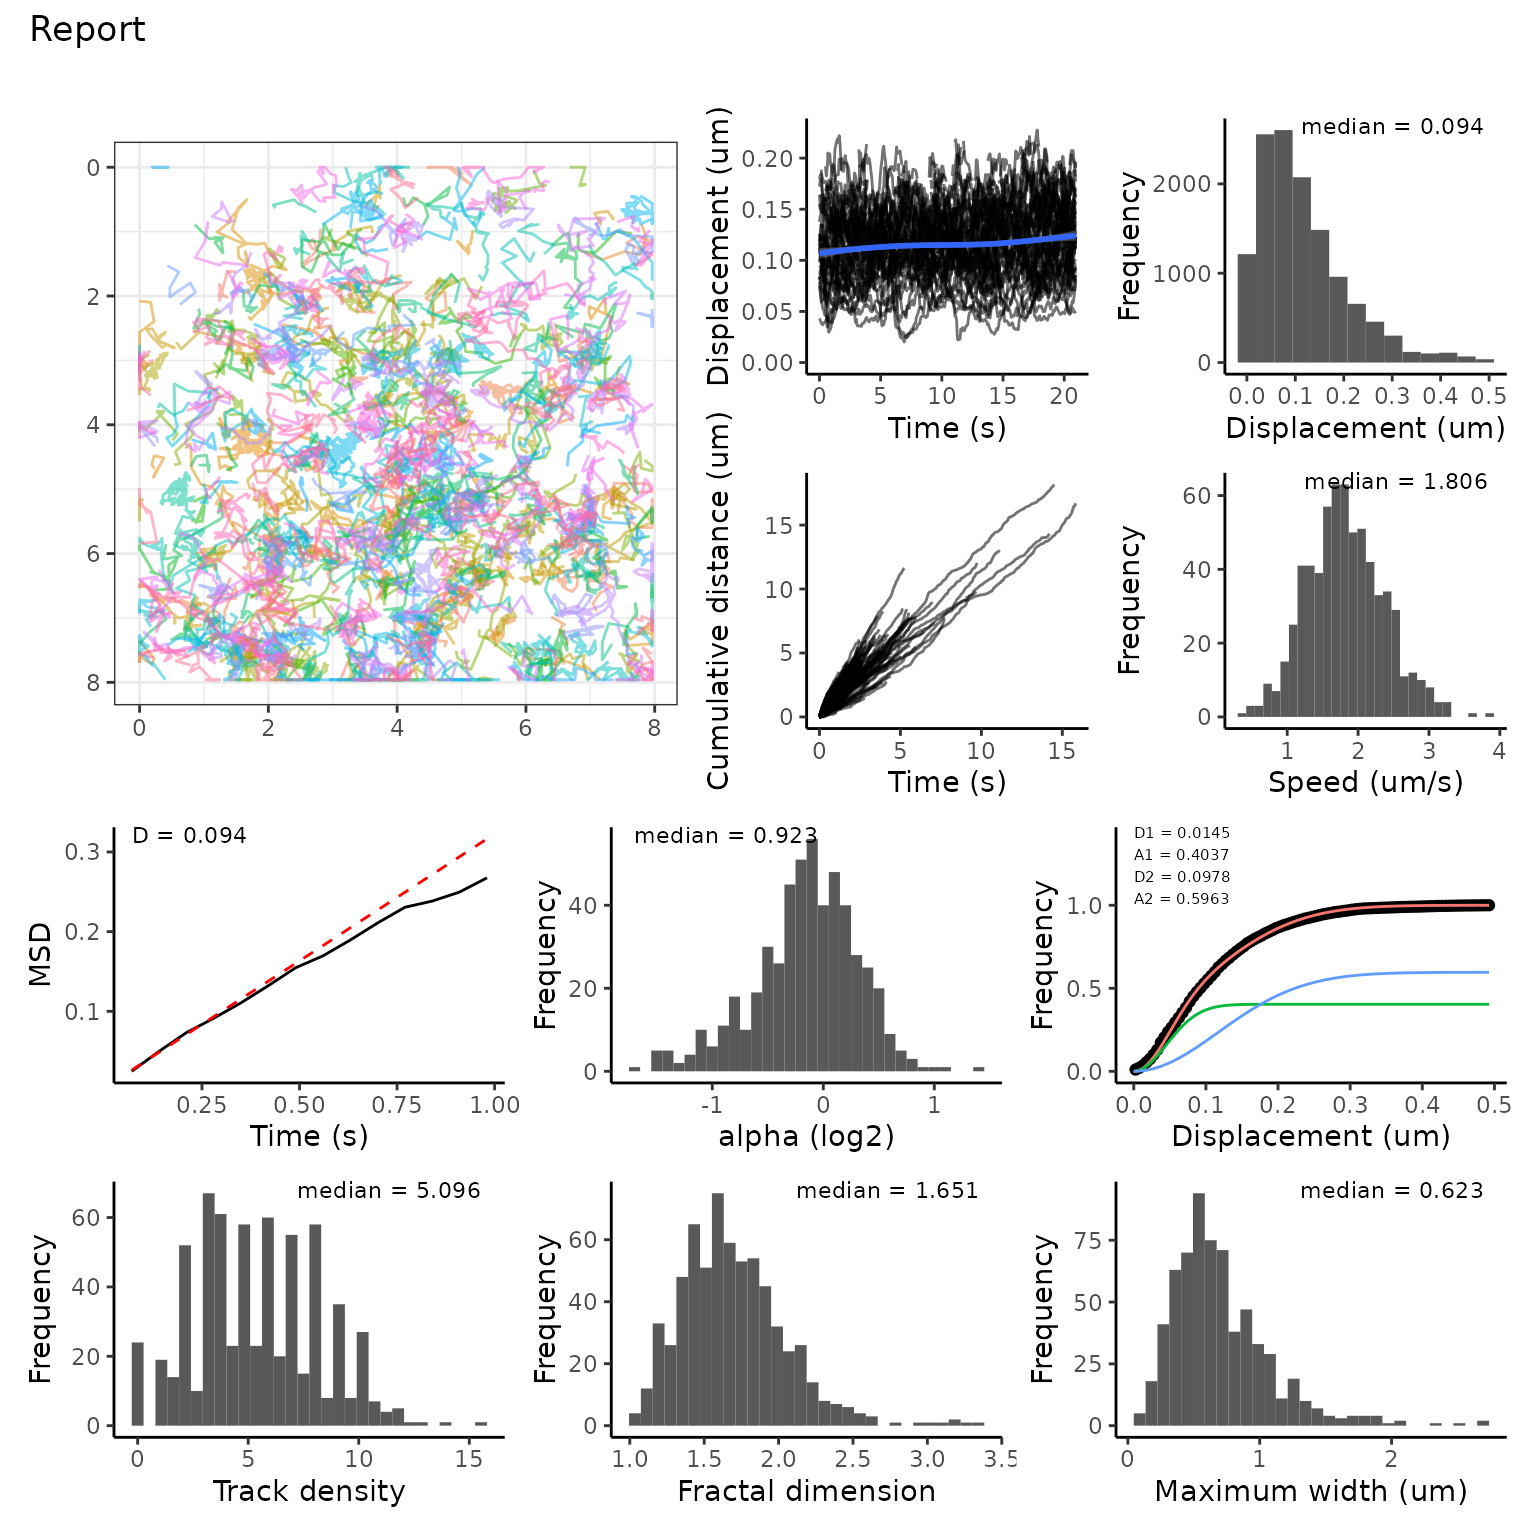 Report
0
2
4
6
8
0 2 4 6 8
Displacement (um)
0.20
0.15
0.10
0.05
0.00
0 5 10 15 20
Time (s)
median = 0.094
Frequency
2000
1000
0
0.0 0.1 0.2 0.3 0.4 0.5
Displacement (um)
Cumulative distance (um)
15
10
5
0
0 5 10 15
Time (s)
median = 1.806
Frequency
60
40
20
0
1 2 3 4
Speed (um/s)
D = 0.094
MSD
0.3
0.2
0.1
0.25 0.50 0.75 1.00
Time (s)
median = 0.923
Frequency
40
20
0
-1 0 1
alpha (log2)
D1 = 0.0145
A1 = 0.4037
D2 = 0.0978
A2 = 0.5963
Frequency
1.0
0.5
0.0
0.0 0.1 0.2 0.3 0.4 0.5
Displacement (um)
median = 5.096
Frequency
60
40
20
0
0 5 10 15
Track density
median = 1.651
Frequency
60
40
20
0
1.0 1.5 2.0 2.5 3.0 3.5
Fractal dimension
median = 0.623
Frequency
75
50
25
0
0 1 2
Maximum width (um)